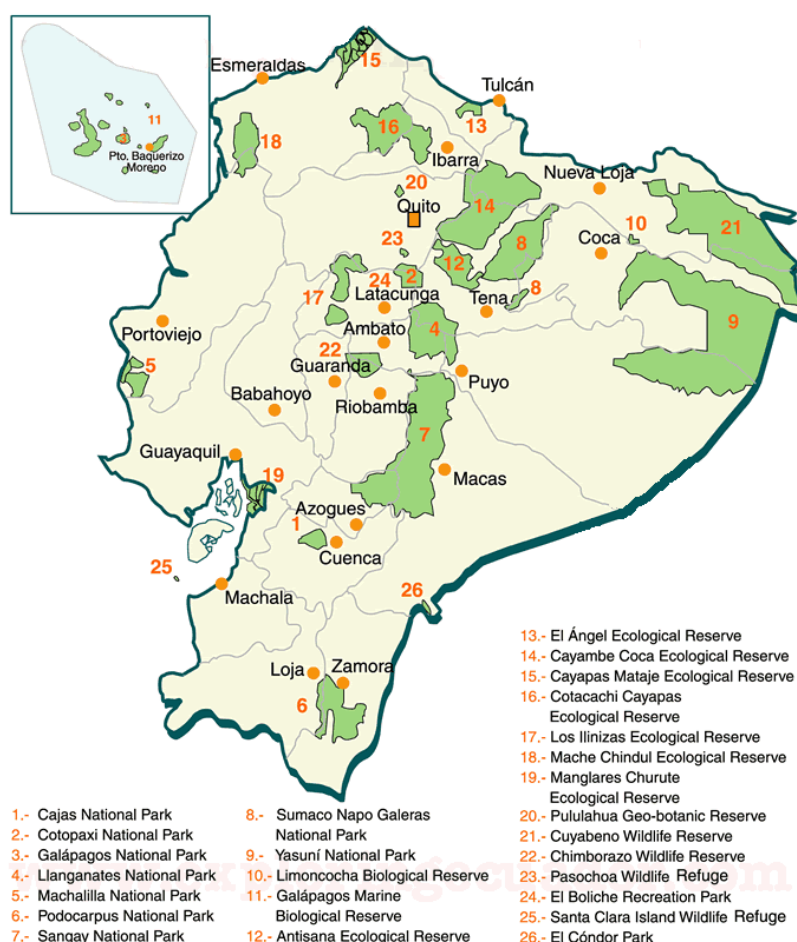 Esmeraldas
15
Tulcán
11
3
Pto. Baquerizo
Moreno
18
16
13
Ibarra
20
Quito
14
Nueva Loja
21
10
Coca
23
8
12
24
2
17
Latacunga
Tena
8
Portoviejo
Ambato
4
9
22
Guaranda
5
Puyo
Babahoyo
Riobamba
7
Guayaquil
19
Macas
Azogues
1
Cuenca
25
Machala
26
Loja
Zamora
6
1.- Cajas National Park
2.- Cotopaxi National Park
3.- Galápagos National Park
4.- Llanganates National Park
5.- Machalilla National Park
6.- Podocarpus National Park
7.- Sangay National Park
8.- Sumaco Napo Galeras
National Park
9.- Yasuní National Park
10.- Limoncocha Biological Reserve
11.- Galápagos Marine
Biological Reserve
12.- Antisana Ecological Reserve
13.- El Ángel Ecological Reserve
14.- Cayambe Coca Ecological Reserve
15.- Cayapas Mataje Ecological Reserve
16.- Cotacachi Cayapas
Ecological Reserve
17.- Los Ilinizas Ecological Reserve
18.- Mache Chindul Ecological Reserve
19.- Manglares Churute
Ecological Reserve
20.- Pululahua Geo-botanic Reserve
21.- Cuyabeno Wildlife Reserve
22.- Chimborazo Wildlife Reserve
23.- Pasochoa Wildlife Refuge
24.- El Boliche Recreation Park
25.- Santa Clara Island Wildlife Refuge
26.- El Cóndor Park